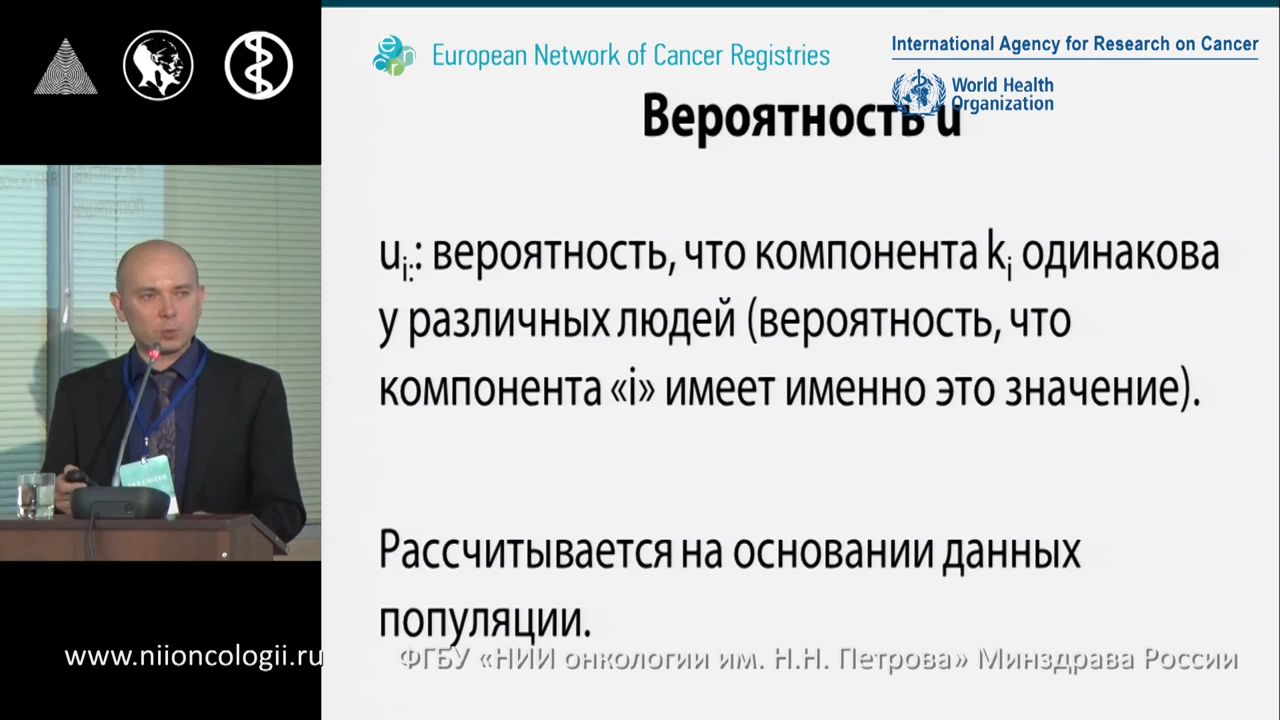 European Network of Cancer Registries
International Agency for Research on Cancer
World Health
Organization
Вероятность u
ui.: вероятность, что компонента ki одинакова
у различных людей (вероятность, что
компонента «i» имеет именно это значение).
Рассчитывается на основании данных
популяции.
www.niioncologii.ru
ФГБУ «НИИ онкологии им. Н.Н. Петрова» Минздрава России